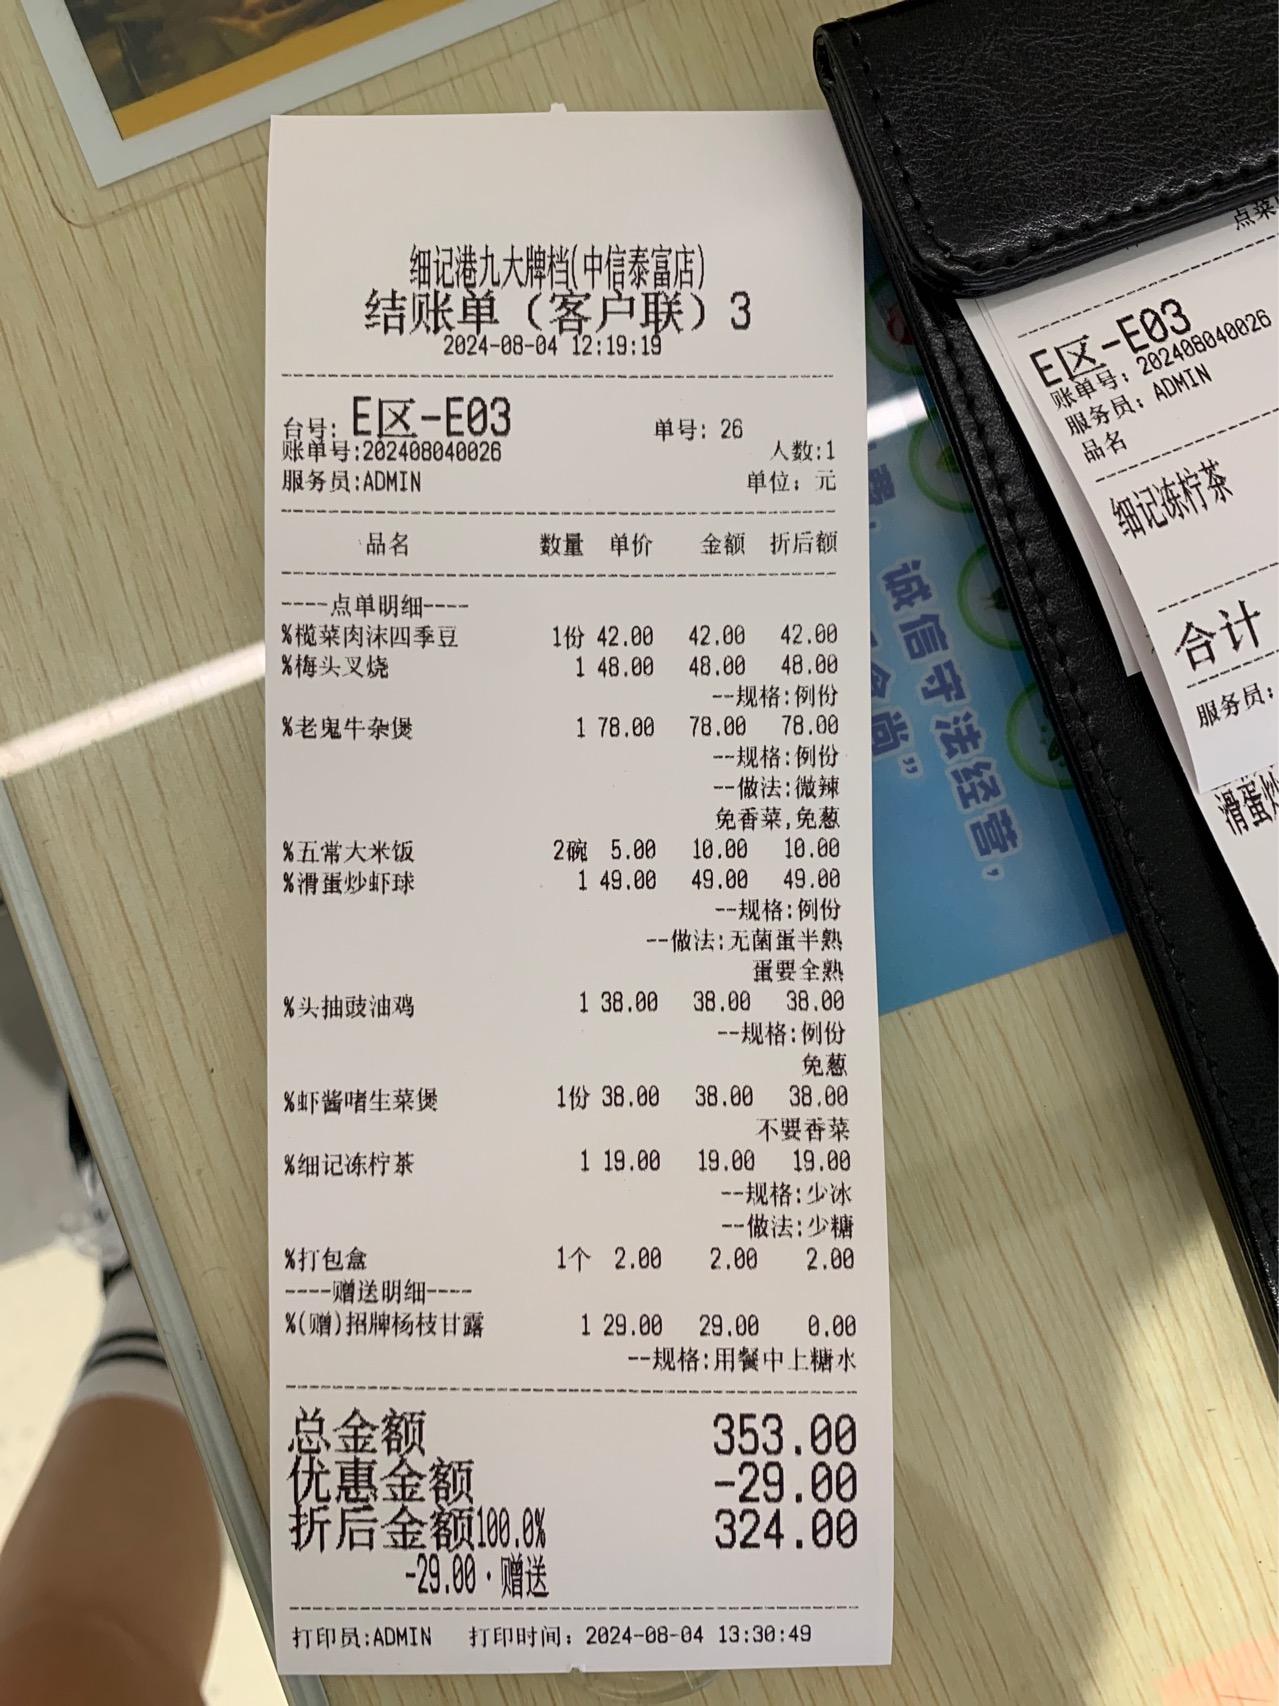 细记港九大牌档(中信泰富店)
结账单（客户联）3
2024-08-04 12:19:19
台号: E区-E03 单号: 26
账单号:202408040026 人数:1
服务员:ADMIN 单位: 元
品名 数量 单价 金额 折后额
----点单明细----
%榄菜肉沫四季豆 1份 42.00 42.00 42.00
%梅头叉烧 1 48.00 48.00 48.00
--规格:例份
%老鬼牛杂煲 1 78.00 78.00 78.00
--规格:例份
--做法:微辣
免香菜,免葱
%五常大米饭 2碗 5.00 10.00 10.00
%滑蛋炒虾球 1 49.00 49.00 49.00
--规格:例份
--做法:无菌蛋半熟
蛋要全熟
%头抽豉油鸡 1 38.00 38.00 38.00
--规格:例份
免葱
%虾酱啫生菜煲 1份 38.00 38.00 38.00
不要香菜
%细记冻柠茶 1 19.00 19.00 19.00
--规格:少冰
--做法:少糖
%打包盒 1个 2.00 2.00 2.00
----赠送明细----
%(赠)招牌杨枝甘露 1 29.00 29.00 0.00
--规格:用餐中上糖水
总金额 353.00
优惠金额 -29.00
折后金额100.0% 324.00
-29.00·赠送
打印员:ADMIN 打印时间: 2024-08-04 13:30:49
点菜
E区-E03
账单号: 202408040026
服务员: ADMIN
品名
细记冻柠茶
合计
服务员:
滑蛋炒
诚信守法经营,
尚”